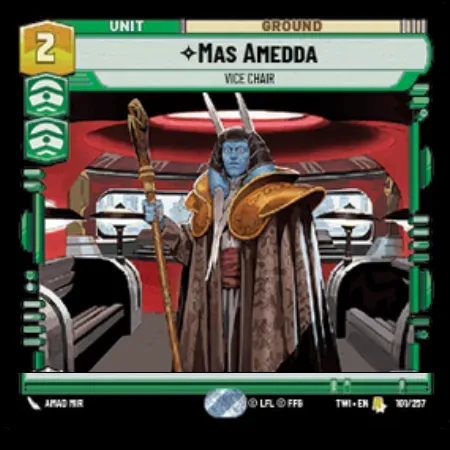 UNIT
GROUND
2
MAS AMEDDA
VICE CHAIR
AMAD MIR
© LFL © FFG
TWI • EN
101/257